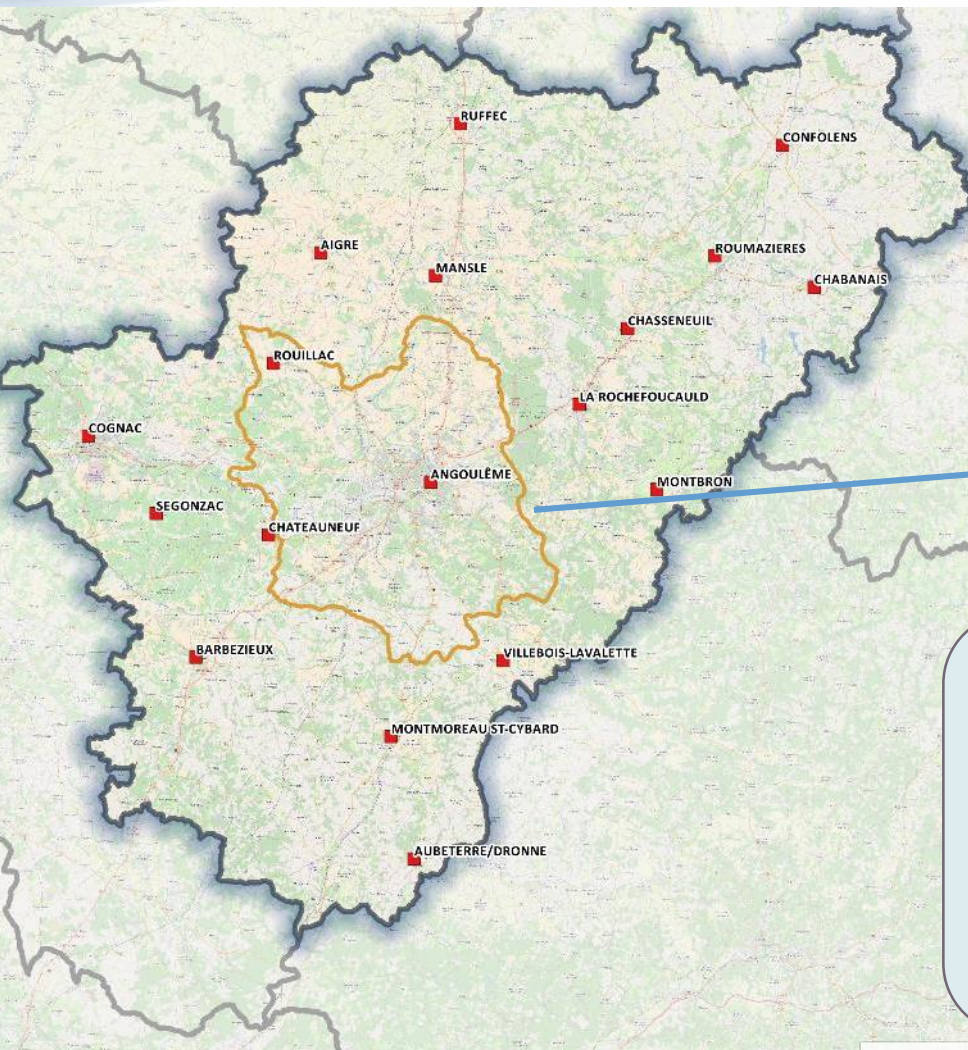 RUFFEC
CONFOLENS
AIGRE
ROUMAZIERES
MANSLE
CHABANAIS
CHASSENEUIL
ROUILLAC
LA ROCHEFOUCAULD
COGNAC
ANGOULÊME
MONTBRON
SEGONZAC
CHATEAUNEUF
BARBEZIEUX
VILLEBOIS-LAVALETTE
MONTMOREAU ST-CYBARD
AUBETERRE/DRONNE